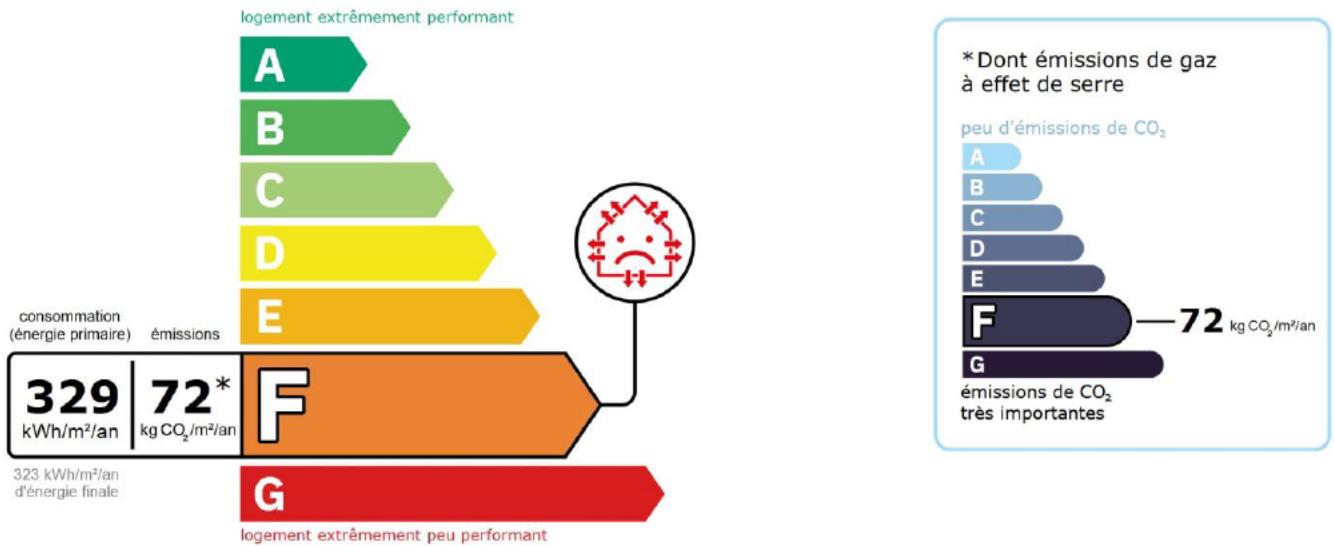 logement extrêmement performant
A
B
C
D
E
consommation
(énergie primaire)
émissions
329
kWh/m²/an
72*
kg CO₂/m²/an
F
323 kWh/m²/an
d'énergie finale
G
logement extrêmement peu performant
*Dont émissions de gaz
à effet de serre
peu d'émissions de CO₂
A
B
C
D
E
F
72 kg CO₂/m²/an
G
émissions de CO₂
très importantes